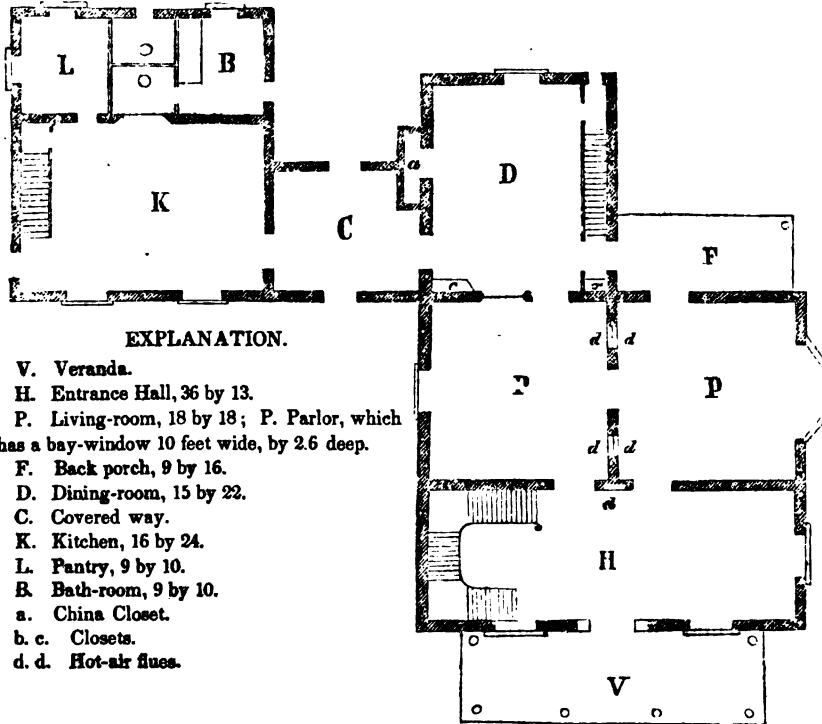 L
B
a
D
K
C
F
c
EXPLANATION.
V. Veranda.
H. Entrance Hall, 36 by 13.
P. Living-room, 18 by 18; P. Parlor, which
has a bay-window 10 feet wide, by 2.6 deep.
F. Back porch, 9 by 16.
D. Dining-room, 15 by 22.
C. Covered way.
K. Kitchen, 16 by 24.
L. Pantry, 9 by 10.
B. Bath-room, 9 by 10.
a. China Closet.
b. c. Closets.
d. d. Hot-air flues.
d d
P P
d d
d
H
V